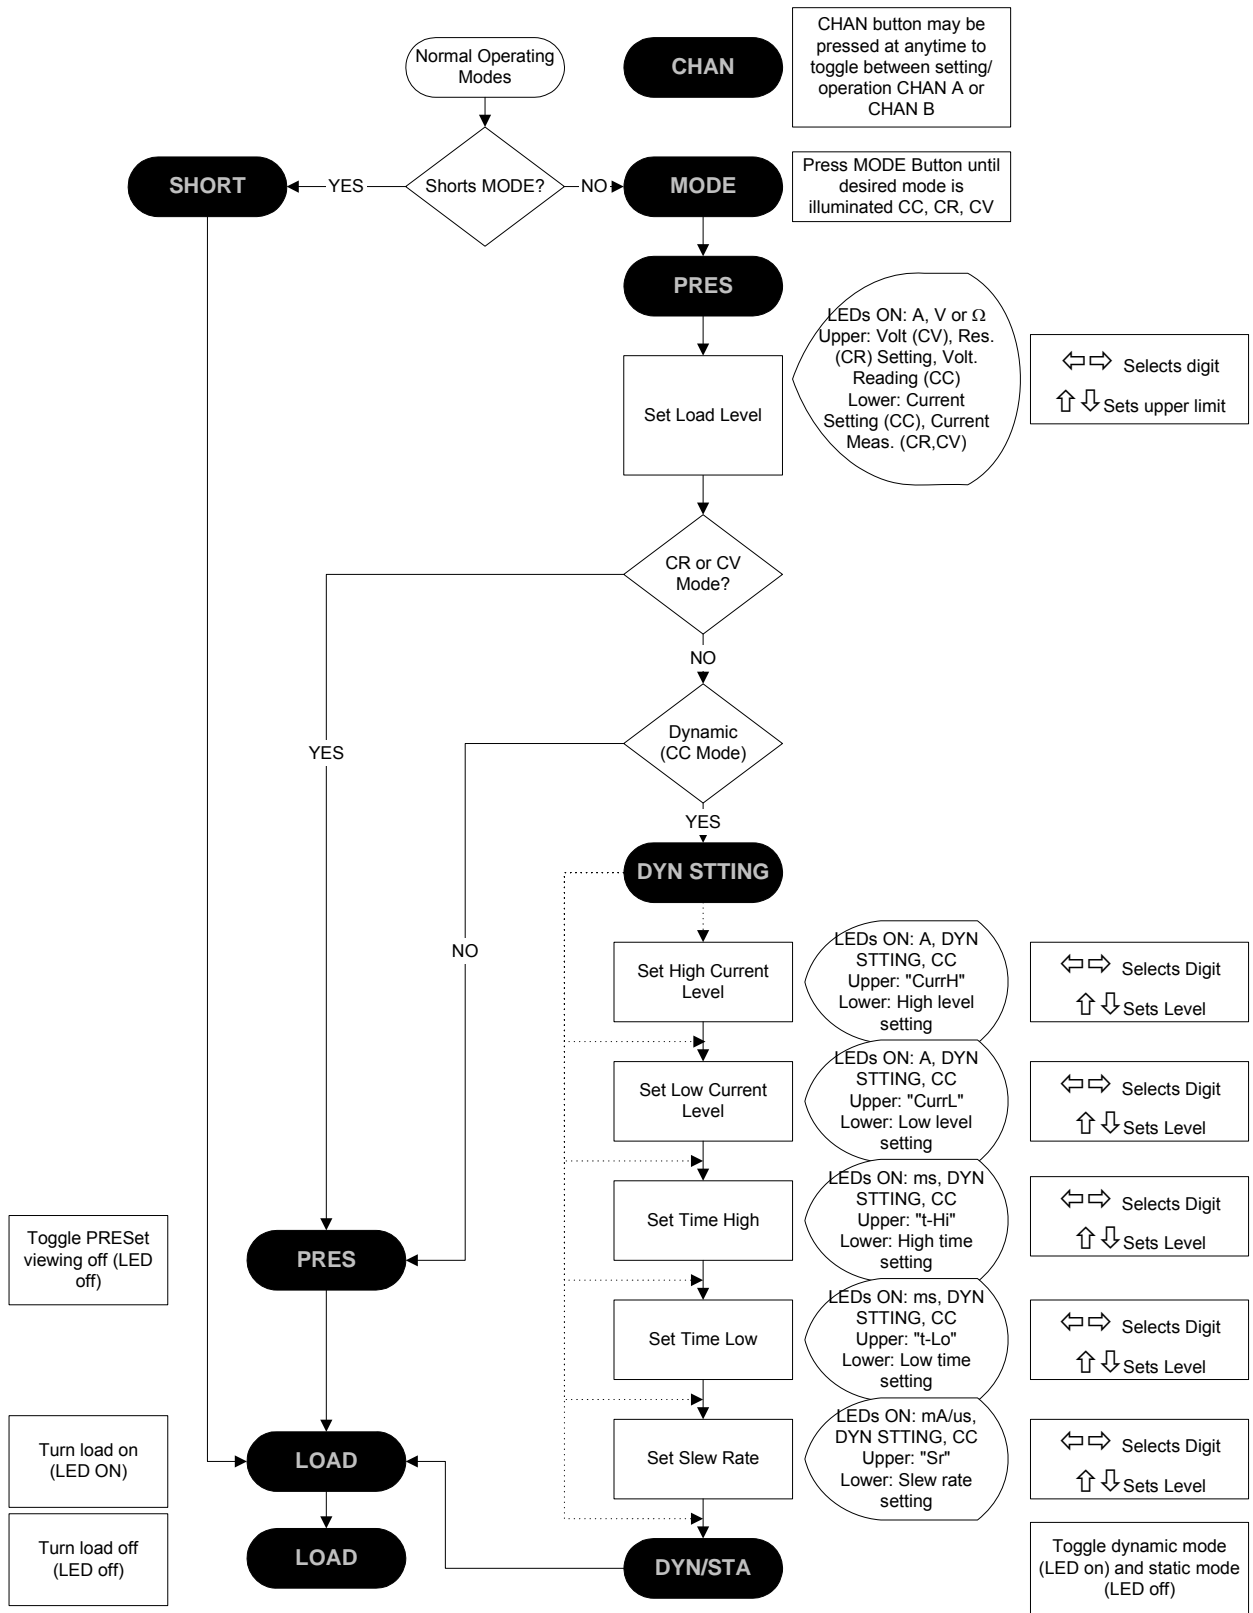 Normal Operating
Modes
CHAN
CHAN button may be
pressed at anytime to
toggle between setting/
operation CHAN A or
CHAN B
SHORT
YES
Shorts MODE?
NO
MODE
Press MODE Button until
desired mode is
illuminated CC, CR, CV
PRES
Set Load Level
LEDs ON: A, V or Ω
Upper: Volt (CV), Res.
(CR) Setting, Volt.
Reading (CC)
Lower: Current
Setting (CC), Current
Meas. (CR,CV)
⇦⇨ Selects digit
⇧⇩ Sets upper limit
CR or CV
Mode?
NO
YES
Dynamic
(CC Mode)
YES
NO
DYN STTING
Set High Current
Level
LEDs ON: A, DYN
STTING, CC
Upper: "CurrH"
Lower: High level
setting
⇦⇨ Selects Digit
⇧⇩ Sets Level
Set Low Current
Level
LEDs ON: A, DYN
STTING, CC
Upper: "CurrL"
Lower: Low level
setting
⇦⇨ Selects Digit
⇧⇩ Sets Level
Set Time High
LEDs ON: ms, DYN
STTING, CC
Upper: "t-Hi"
Lower: High time
setting
⇦⇨ Selects Digit
⇧⇩ Sets Level
Toggle PRESet
viewing off (LED
off)
PRES
Set Time Low
LEDs ON: ms, DYN
STTING, CC
Upper: "t-Lo"
Lower: Low time
setting
⇦⇨ Selects Digit
⇧⇩ Sets Level
Turn load on
(LED ON)
LOAD
Set Slew Rate
LEDs ON: mA/us,
DYN STTING, CC
Upper: "Sr"
Lower: Slew rate
setting
⇦⇨ Selects Digit
⇧⇩ Sets Level
Turn load off
(LED off)
LOAD
DYN/STA
Toggle dynamic mode
(LED on) and static mode
(LED off)